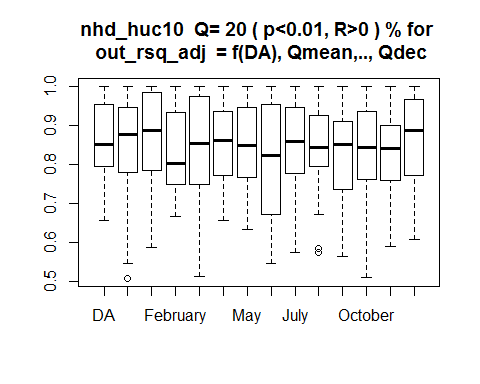 nhd_huc10 Q= 20 ( p<0.01, R>0 ) % for
out_rsq_adj = f(DA), Qmean,.., Qdec
1.0
0.9
0.8
0.7
0.6
0.5
DA February May July October